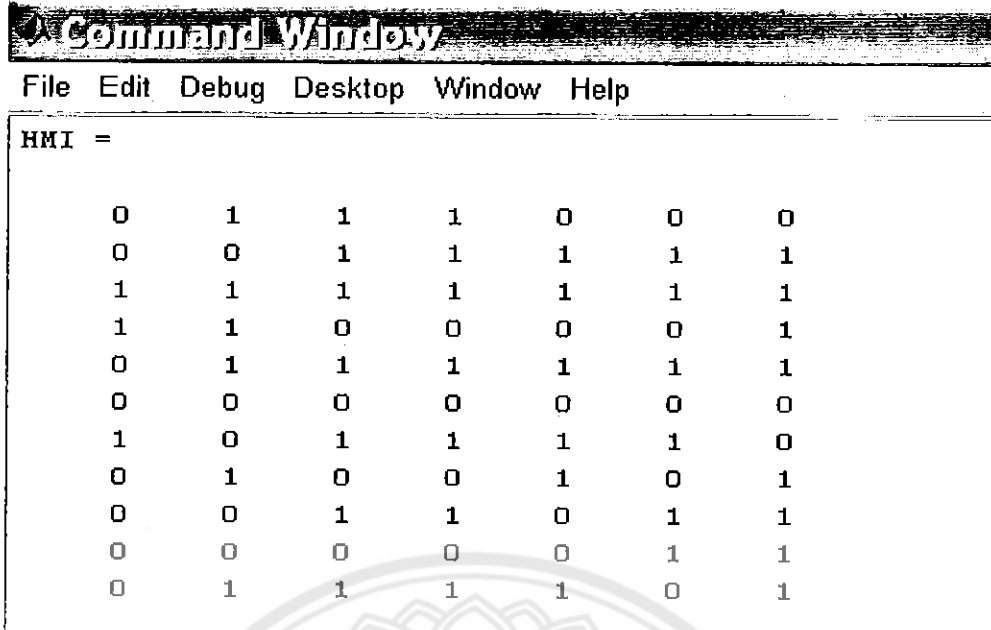 Command Window
File Edit Debug Desktop Window Help
HMI =
0 1 1 1 0 0 0
0 0 1 1 1 1 1
1 1 1 1 1 1 1
1 1 0 0 0 0 1
0 1 1 1 1 1 1
0 0 0 0 0 0 0
1 0 1 1 1 1 0
0 1 0 0 1 0 1
0 0 1 1 0 1 1
0 0 0 0 0 1 1
0 1 1 1 1 0 1